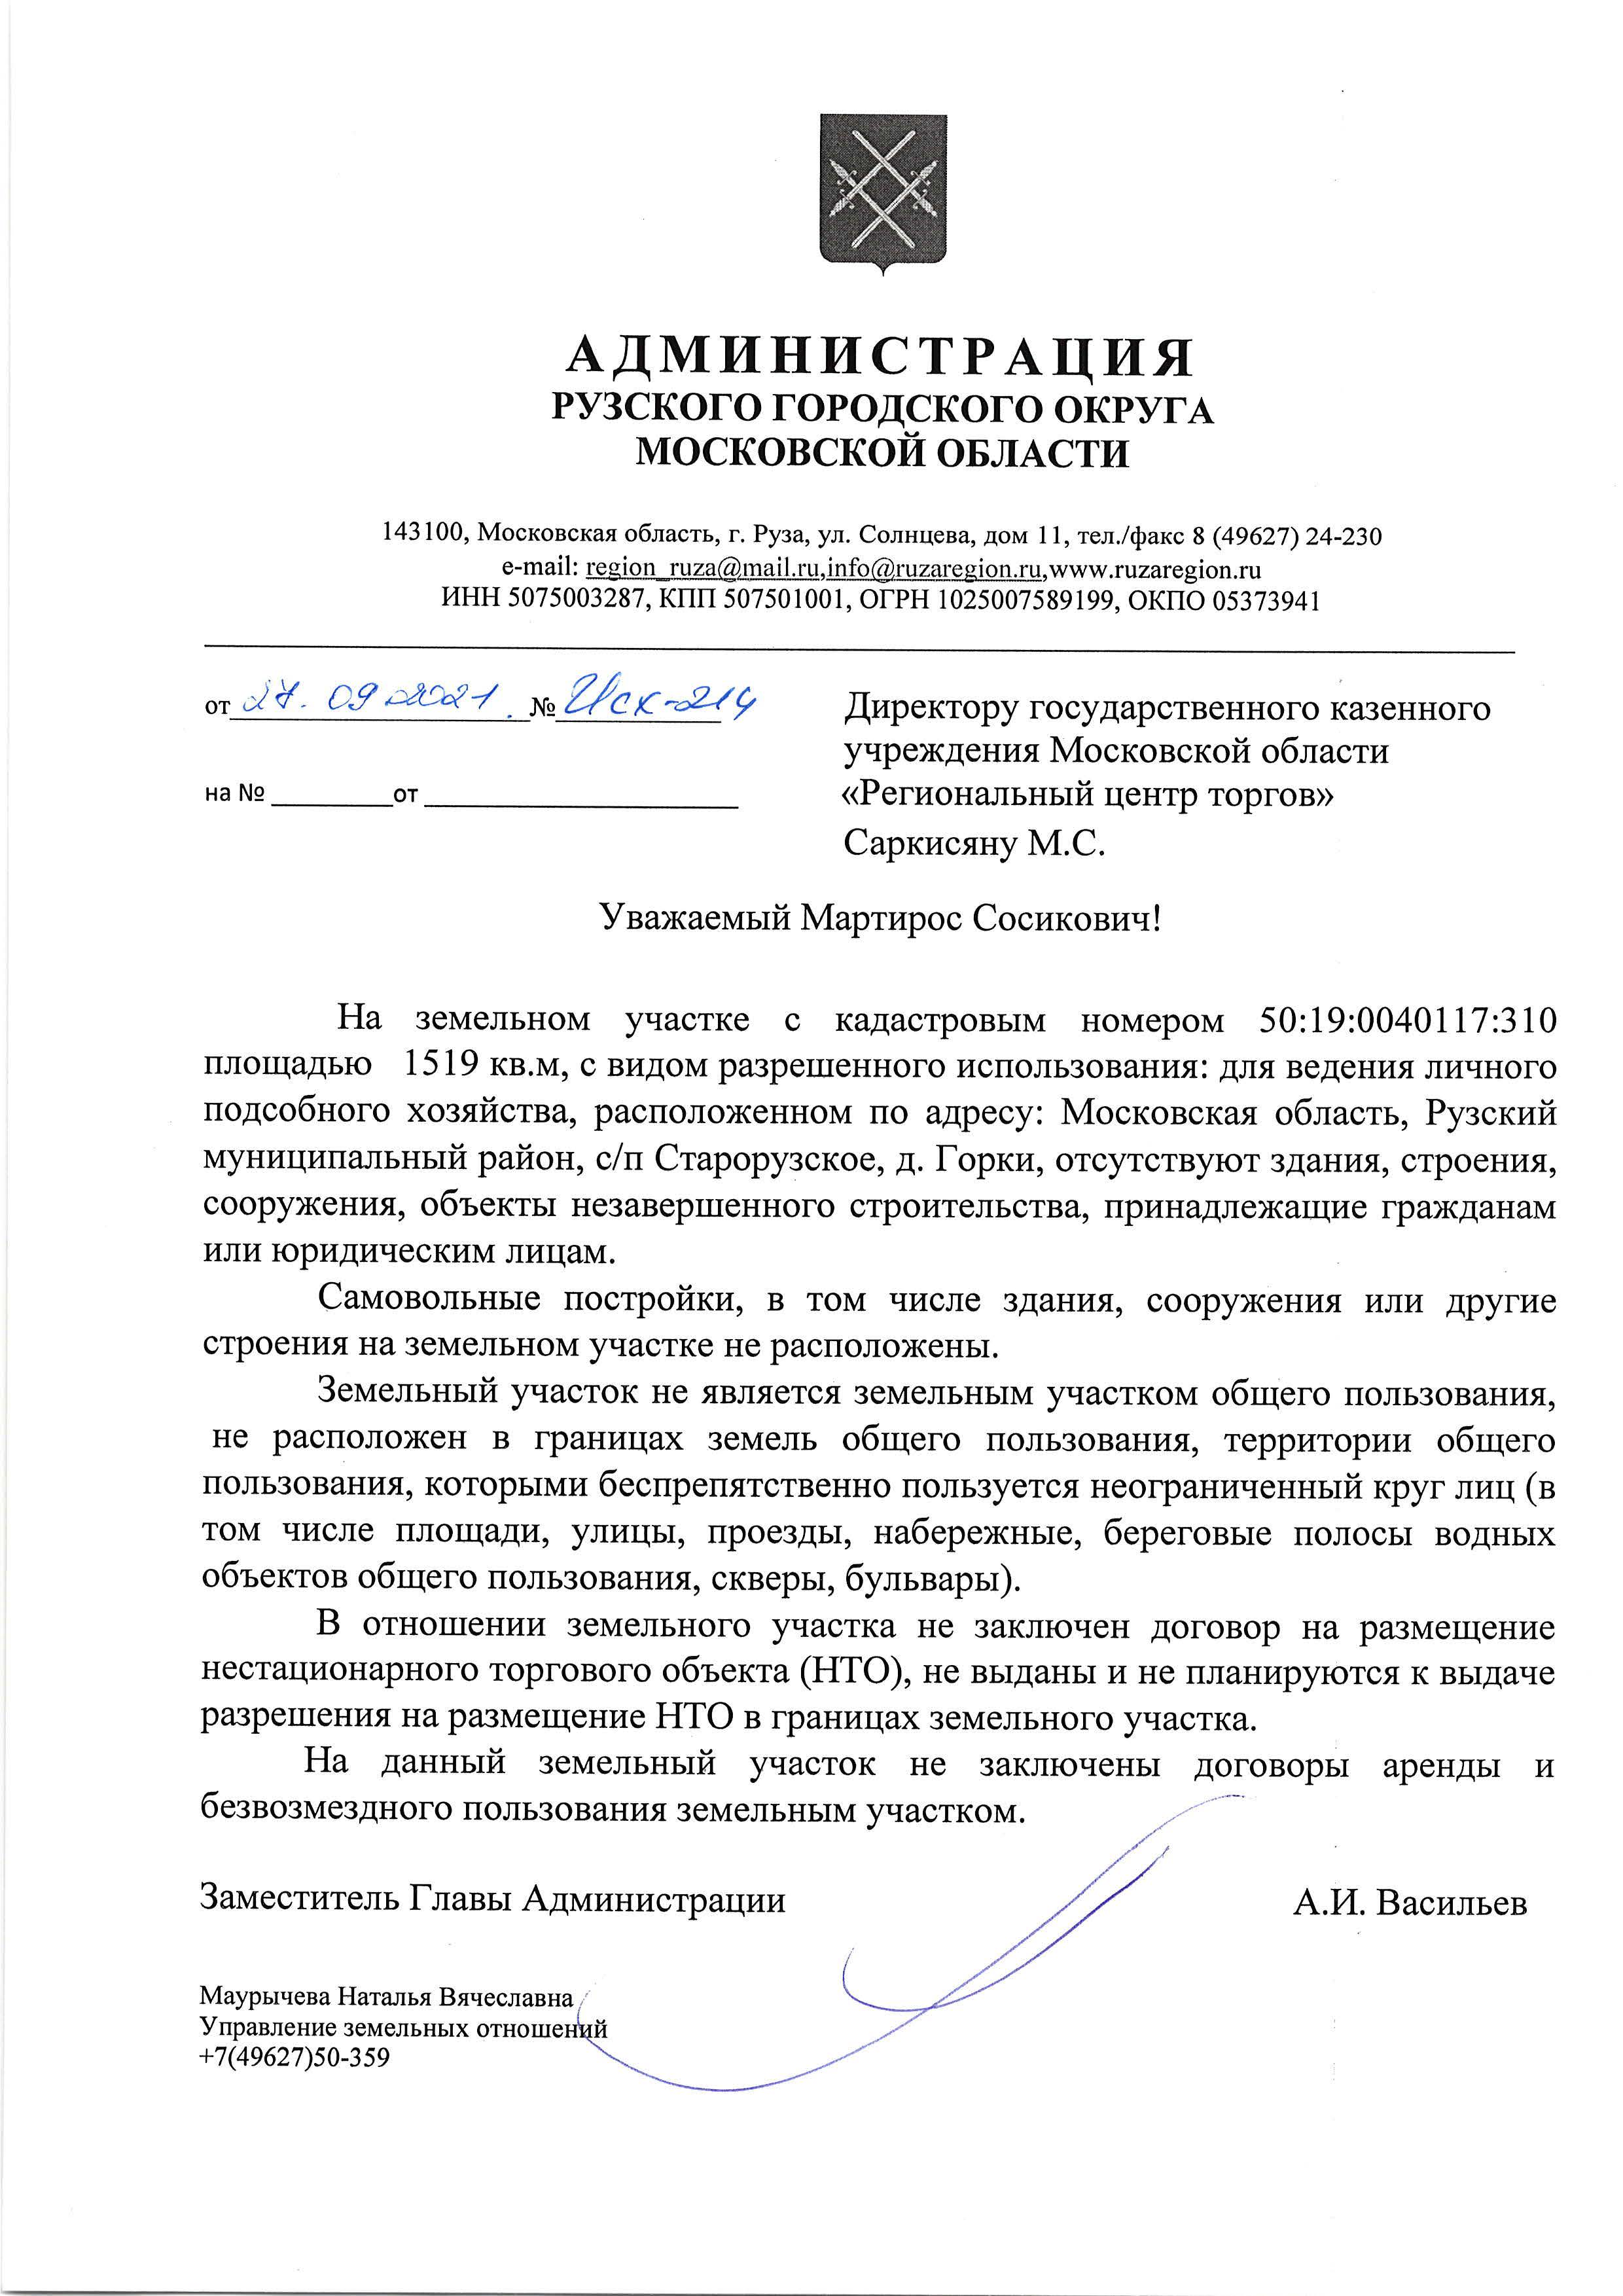 АДМИНИСТРАЦИЯ
РУЗСКОГО ГОРОДСКОГО ОКРУГА
МОСКОВСКОЙ ОБЛАСТИ
143100, Московская область, г. Руза, ул. Солнцева, дом 11, тел./факс 8 (49627) 24-230
e-mail: region_ruza@mail.ru,info@ruzaregion.ru,www.ruzaregion.ru
ИНН 5075003287, КПП 507501001, ОГРН 1025007589199, ОКПО 05373941
от 27.09.2021. № Исх-214
на № от
Директору государственного казенного
учреждения Московской области
«Региональный центр торгов»
Саркисяну М.С.
Уважаемый Мартирос Сосикович!
На земельном участке с кадастровым номером 50:19:0040117:310
площадью 1519 кв.м, с видом разрешенного использования: для ведения личного
подсобного хозяйства, расположенном по адресу: Московская область, Рузский
муниципальный район, с/п Старорузское, д. Горки, отсутствуют здания, строения,
сооружения, объекты незавершенного строительства, принадлежащие гражданам
или юридическим лицам.
Самовольные постройки, в том числе здания, сооружения или другие
строения на земельном участке не расположены.
Земельный участок не является земельным участком общего пользования,
не расположен в границах земель общего пользования, территории общего
пользования, которыми беспрепятственно пользуется неограниченный круг лиц (в
том числе площади, улицы, проезды, набережные, береговые полосы водных
объектов общего пользования, скверы, бульвары).
В отношении земельного участка не заключен договор на размещение
нестационарного торгового объекта (НТО), не выданы и не планируются к выдаче
разрешения на размещение НТО в границах земельного участка.
На данный земельный участок не заключены договоры аренды и
безвозмездного пользования земельным участком.
Заместитель Главы Администрации А.И. Васильев
Маурычева Наталья Вячеславна
Управление земельных отношений
+7(49627)50-359